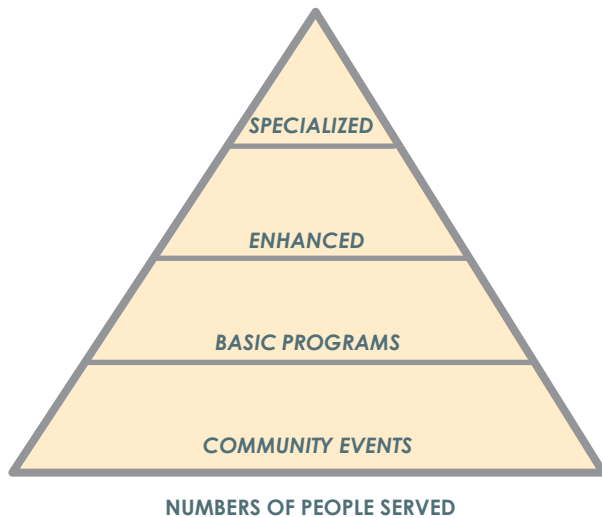 SPECIALIZED
ENHANCED
BASIC PROGRAMS
COMMUNITY EVENTS
NUMBERS OF PEOPLE SERVED